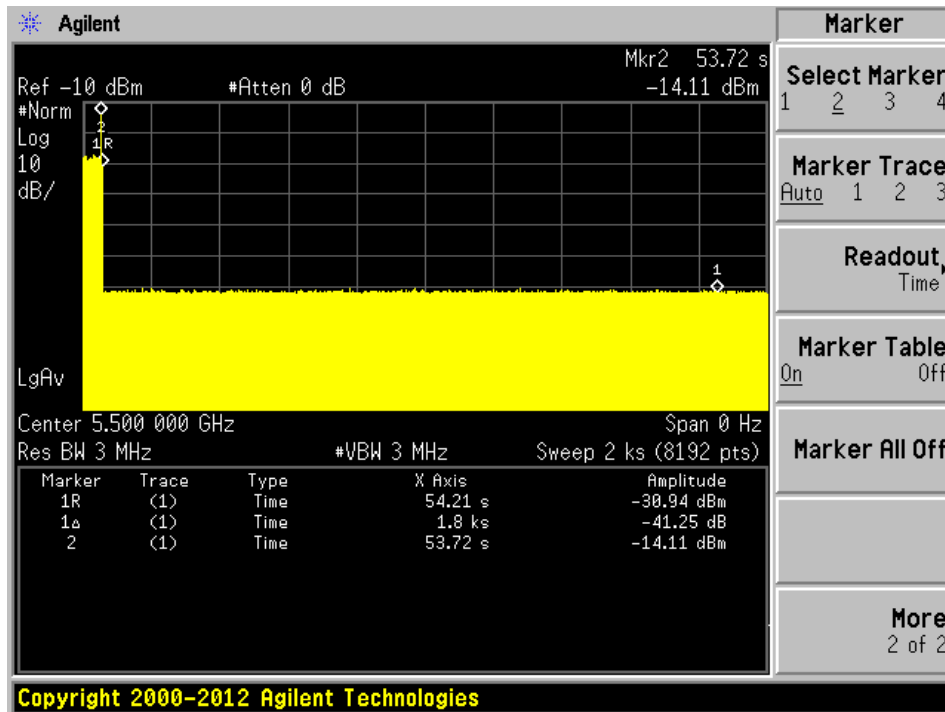 Agilent
Marker
Mkr2 53.72 s
Ref -10 dBm #Atten 0 dB -14.11 dBm
#Norm
Log
10
dB/
2
1R
1
LgAv
Center 5.500 000 GHz Span 0 Hz
Res BW 3 MHz #VBW 3 MHz Sweep 2 ks (8192 pts)
Marker Trace Type X Axis Amplitude
1R (1) Time 54.21 s -30.94 dBm
1Δ (1) Time 1.8 ks -41.25 dB
2 (1) Time 53.72 s -14.11 dBm
Select Marker
1 2 3 4
Marker Trace
Auto 1 2 3
Readout
Time
Marker Table
On Off
Marker All Off
More
2 of 2
Copyright 2000-2012 Agilent Technologies